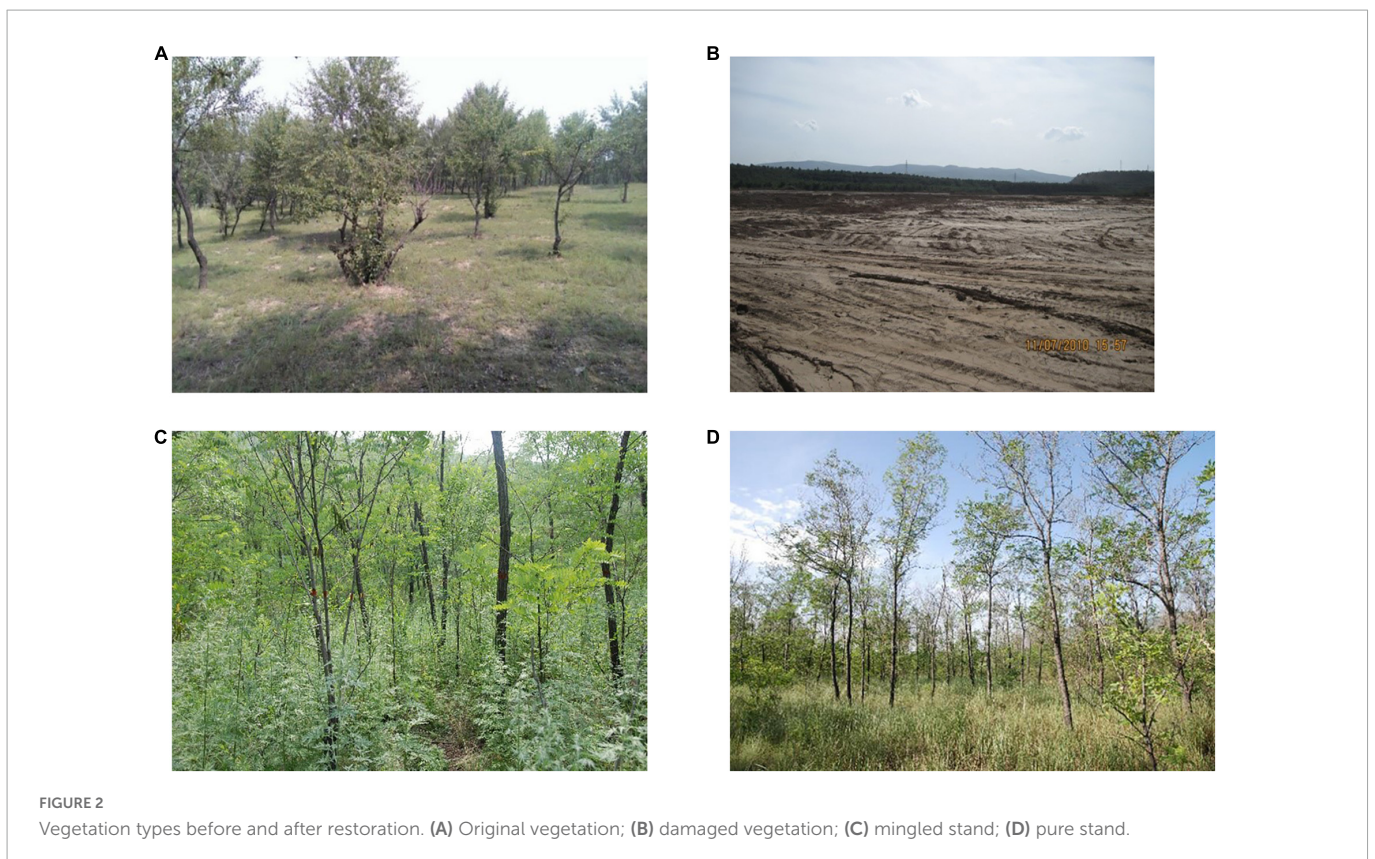 A
B
11/07/2010 15:57
C
D
FIGURE 2
Vegetation types before and after restoration. (A) Original vegetation; (B) damaged vegetation; (C) mingled stand; (D) pure stand.